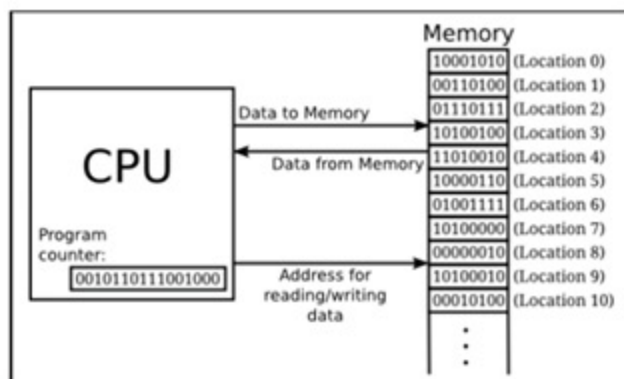 Memory
10001010 (Location 0)
00110100 (Location 1)
01110111 (Location 2)
10100100 (Location 3)
11010010 (Location 4)
10000110 (Location 5)
01001111 (Location 6)
10100000 (Location 7)
00000010 (Location 8)
10100010 (Location 9)
00010100 (Location 10)
Data to Memory
Data from Memory
CPU
Program
counter:
0010110111001000
Address for
reading/writing
data